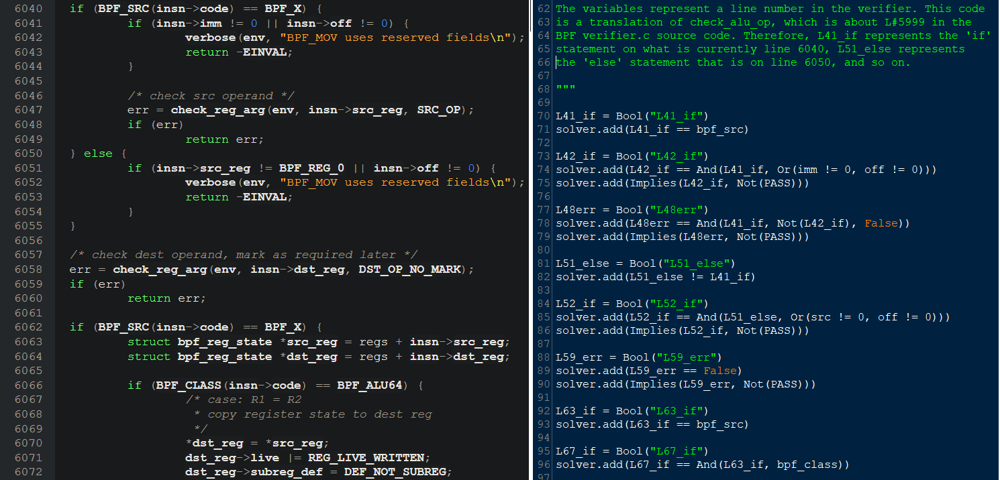 6040 if (BPF_SRC(insn->code) == BPF_X) {
6041 if (insn->imm != 0 || insn->off != 0) {
6042 verbose(env, "BPF_MOV uses reserved fields\n");
6043 return -EINVAL;
6044 }
6045
6046 /* check src operand */
6047 err = check_reg_arg(env, insn->src_reg, SRC_OP);
6048 if (err)
6049 return err;
6050 } else {
6051 if (insn->src_reg != BPF_REG_0 || insn->off != 0) {
6052 verbose(env, "BPF_MOV uses reserved fields\n");
6053 return -EINVAL;
6054 }
6055 }
6056
6057 /* check dest operand, mark as required later */
6058 err = check_reg_arg(env, insn->dst_reg, DST_OP_NO_MARK);
6059 if (err)
6060 return err;
6061
6062 if (BPF_SRC(insn->code) == BPF_X) {
6063 struct bpf_reg_state *src_reg = regs + insn->src_reg;
6064 struct bpf_reg_state *dst_reg = regs + insn->dst_reg;
6065
6066 if (BPF_CLASS(insn->code) == BPF_ALU64) {
6067 /* case: R1 = R2
6068 * copy register state to dest reg
6069 */
6070 *dst_reg = *src_reg;
6071 dst_reg->live |= REG_LIVE_WRITTEN;
6072 dst_reg->subreg_def = DEF_NOT_SUBREG;
62 The variables represent a line number in the verifier. This code
63 is a translation of check_alu_op, which is about L#5999 in the
64 BPF verifier.c source code. Therefore, L41_if represents the 'if'
65 statement on what is currently line 6040, L51_else represents
66 the 'else' statement that is on line 6050, and so on.
67
68 """
69
70 L41_if = Bool("L41_if")
71 solver.add(L41_if == bpf_src)
72
73 L42_if = Bool("L42_if")
74 solver.add(L42_if == And(L41_if, Or(imm != 0, off != 0)))
75 solver.add(Implies(L42_if, Not(PASS)))
76
77 L48err = Bool("L48err")
78 solver.add(L48err == And(L41_if, Not(L42_if), False))
79 solver.add(Implies(L48err, Not(PASS)))
80
81 L51_else = Bool("L51_else")
82 solver.add(L51_else != L41_if)
83
84 L52_if = Bool("L52_if")
85 solver.add(L52_if == And(L51_else, Or(src != 0, off != 0)))
86 solver.add(Implies(L52_if, Not(PASS)))
87
88 L59_err = Bool("L59_err")
89 solver.add(L59_err == False)
90 solver.add(Implies(L59_err, Not(PASS)))
91
92 L63_if = Bool("L63_if")
93 solver.add(L63_if == bpf_src)
94
95 L67_if = Bool("L67_if")
96 solver.add(L67_if == And(L63_if, bpf_class))
97